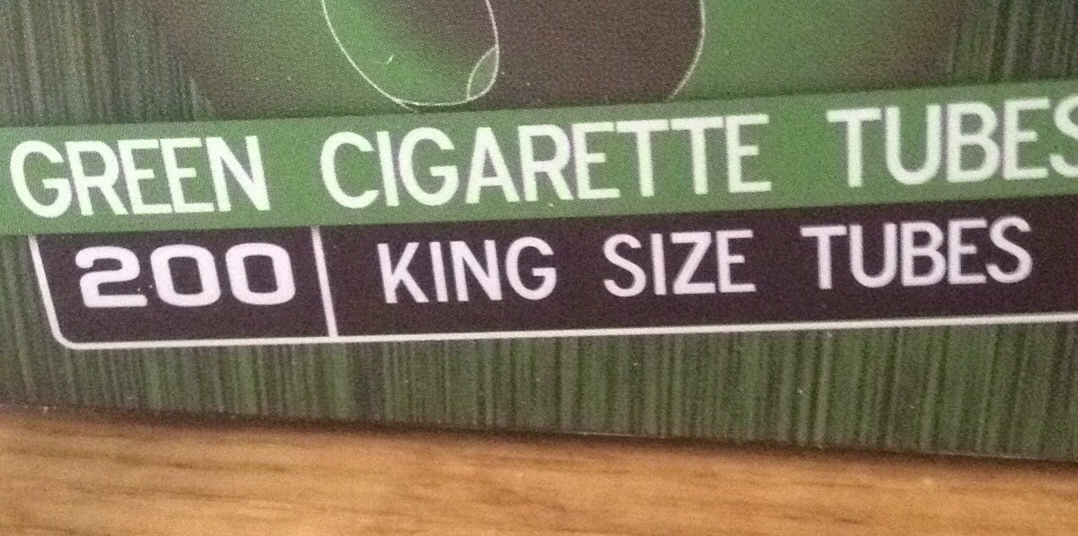 GREEN CIGARETTE TUBES
200 KING SIZE TUBES